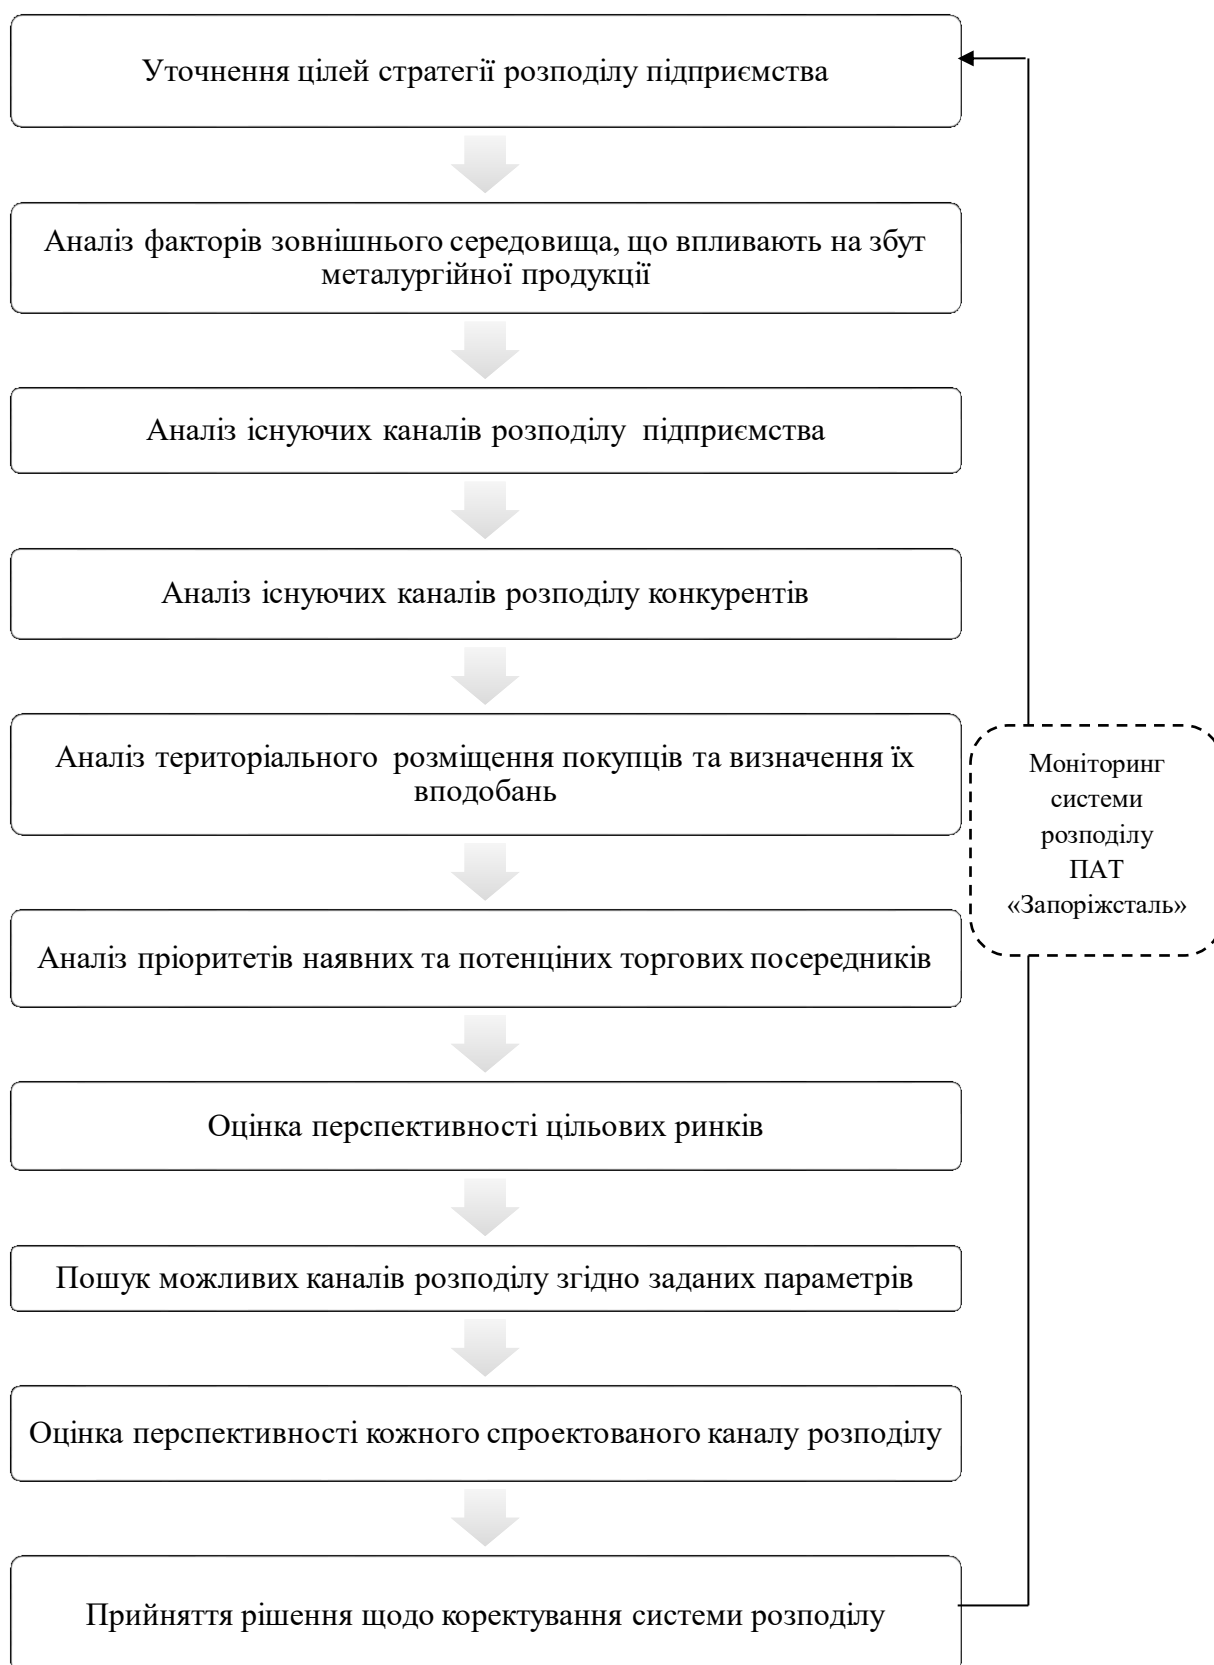 Уточнення цілей стратегії розподілу підприємства
Аналіз факторів зовнішнього середовища, що впливають на збут
металургійної продукції
Аналіз існуючих каналів розподілу підприємства
Аналіз існуючих каналів розподілу конкурентів
Аналіз територіального розміщення покупців та визначення їх
вподобань
Моніторинг
системи
розподілу
ПАТ
«Запоріжсталь»
Аналіз пріоритетів наявних та потенціних торгових посередників
Оцінка перспективності цільових ринків
Пошук можливих каналів розподілу згідно заданих параметрів
Оцінка перспективності кожного спроектованого каналу розподілу
Прийняття рішення щодо коректування системи розподілу